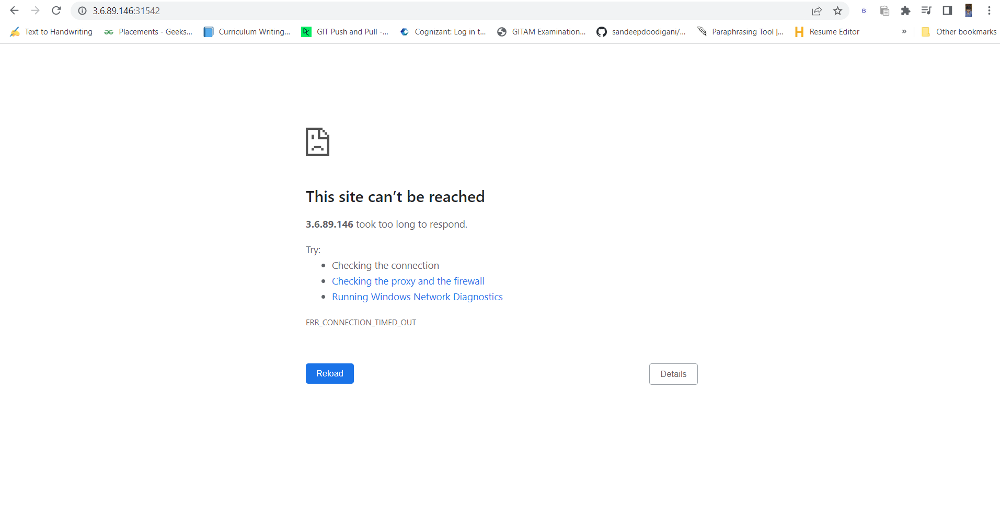 3.6.89.146:31542
B
Text to Handwriting
Placements - Geeks...
Curriculum Writing...
GIT Push and Pull -...
Cognizant: Log in t...
GITAM Examination...
sandeepdoodigani/...
Paraphrasing Tool |...
H Resume Editor
»
Other bookmarks
This site can’t be reached
3.6.89.146 took too long to respond.
Try:
• Checking the connection
• Checking the proxy and the firewall
• Running Windows Network Diagnostics
ERR_CONNECTION_TIMED_OUT
Reload
Details